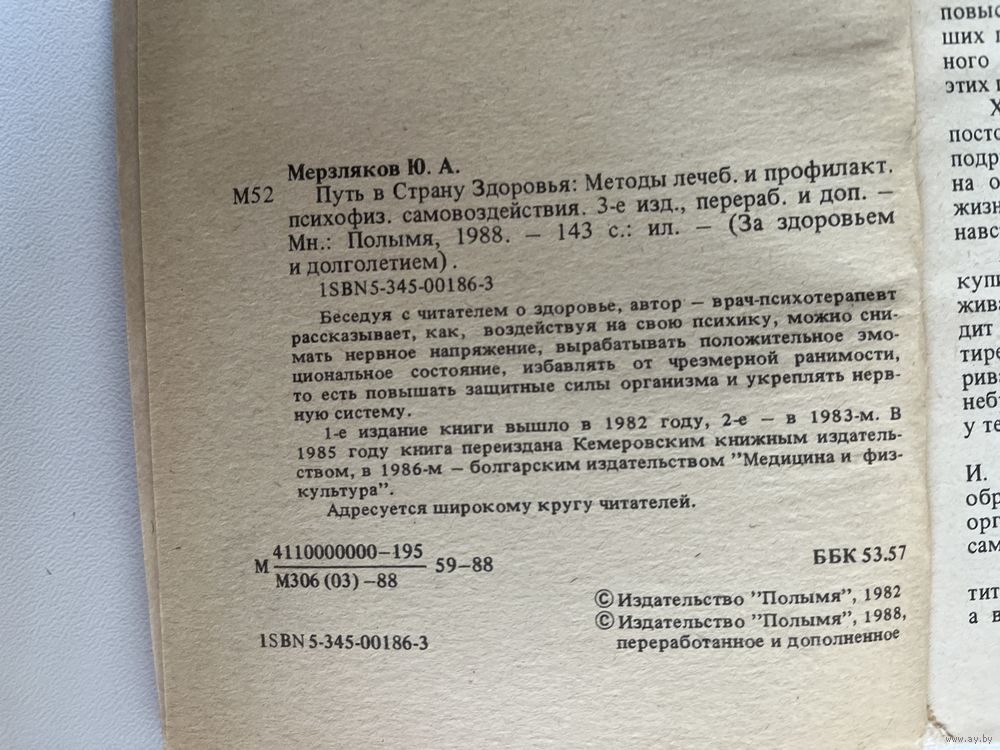 Мерзляков Ю. А.
М52 Путь в Страну Здоровья: Методы лечеб. и профилакт.
психофиз. самовоздействия. 3-е изд., перераб. и доп. –
Мн.: Полымя, 1988. – 143 с.: ил. – (За здоровьем
и долголетием).
1SBN5-345-00186-3
Беседуя с читателем о здоровье, автор – врач-психотерапевт
рассказывает, как, воздействуя на свою психику, можно сни-
мать нервное напряжение, вырабатывать положительное эмо-
циональное состояние, избавлять от чрезмерной ранимости,
то есть повышать защитные силы организма и укреплять нерв-
ную систему.
1-е издание книги вышло в 1982 году, 2-е – в 1983-м. В
1985 году книга переиздана Кемеровским книжным издатель-
ством, в 1986-м – болгарским издательством ”Медицина и физ-
культура”.
Адресуется широкому кругу читателей.
М 4110000000–195 59–88
М306 (03) –88
ББК 53.57
© Издательство ”Полымя”, 1982
© Издательство ”Полымя”, 1988,
переработанное и дополненное
1SBN 5-345-00186-3
повыс
ших
ного
этих
Х
посто
подр
на о
жизн
навс
купи
жива
дит
тире
рива
неб
у те
И.
обр
орг
сам
тит
а в
www.ay.by